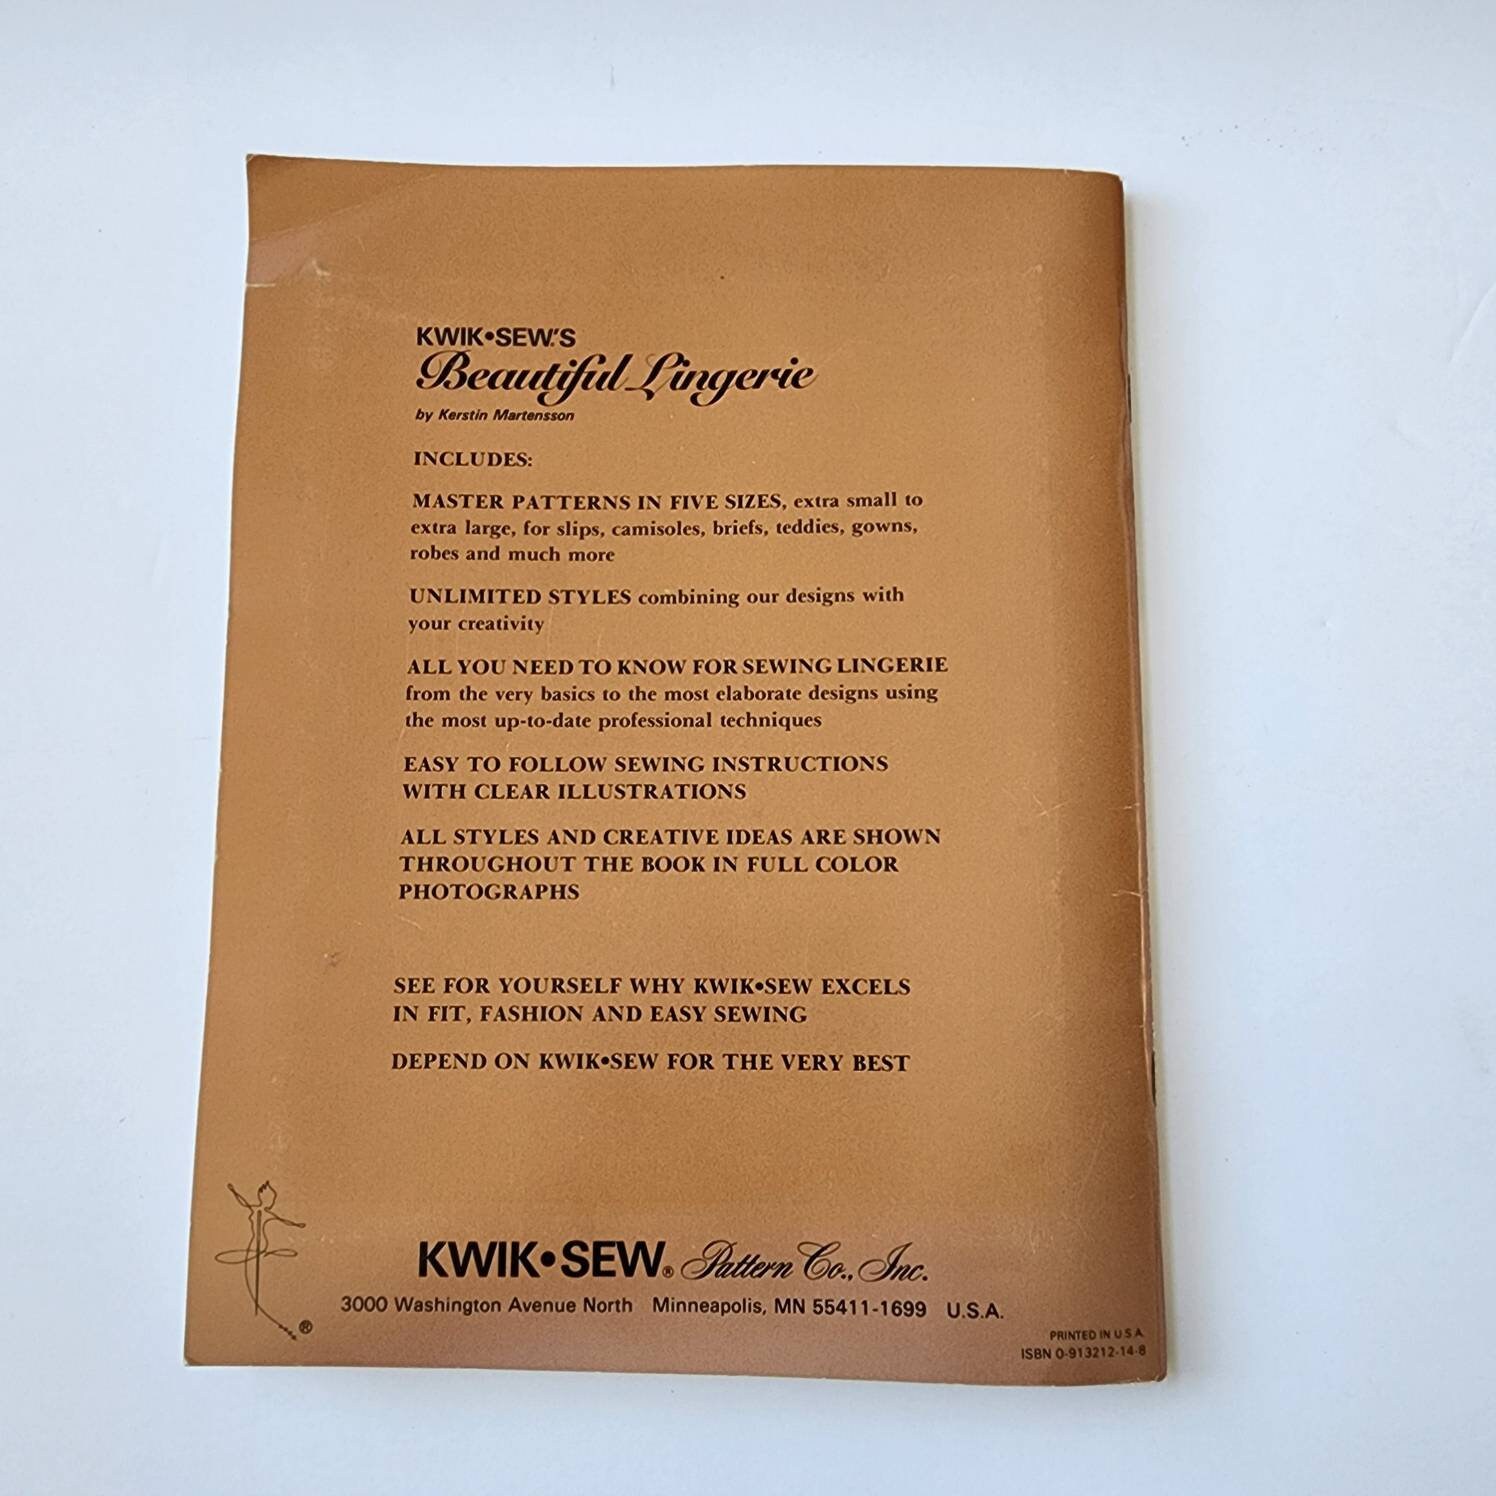 KWIK•SEW.'S
Beautiful Lingerie
by Kerstin Martensson
INCLUDES:
MASTER PATTERNS IN FIVE SIZES, extra small to
extra large, for slips, camisoles, briefs, teddies, gowns,
robes and much more
UNLIMITED STYLES combining our designs with
your creativity
ALL YOU NEED TO KNOW FOR SEWING LINGERIE
from the very basics to the most elaborate designs using
the most up-to-date professional techniques
EASY TO FOLLOW SEWING INSTRUCTIONS
WITH CLEAR ILLUSTRATIONS
ALL STYLES AND CREATIVE IDEAS ARE SHOWN
THROUGHOUT THE BOOK IN FULL COLOR
PHOTOGRAPHS
SEE FOR YOURSELF WHY KWIK•SEW EXCELS
IN FIT, FASHION AND EASY SEWING
DEPEND ON KWIK•SEW FOR THE VERY BEST
®
KWIK•SEW® Pattern Co., Inc.
3000 Washington Avenue North Minneapolis, MN 55411-1699 U.S.A.
PRINTED IN U S A
ISBN 0-913212-14-8